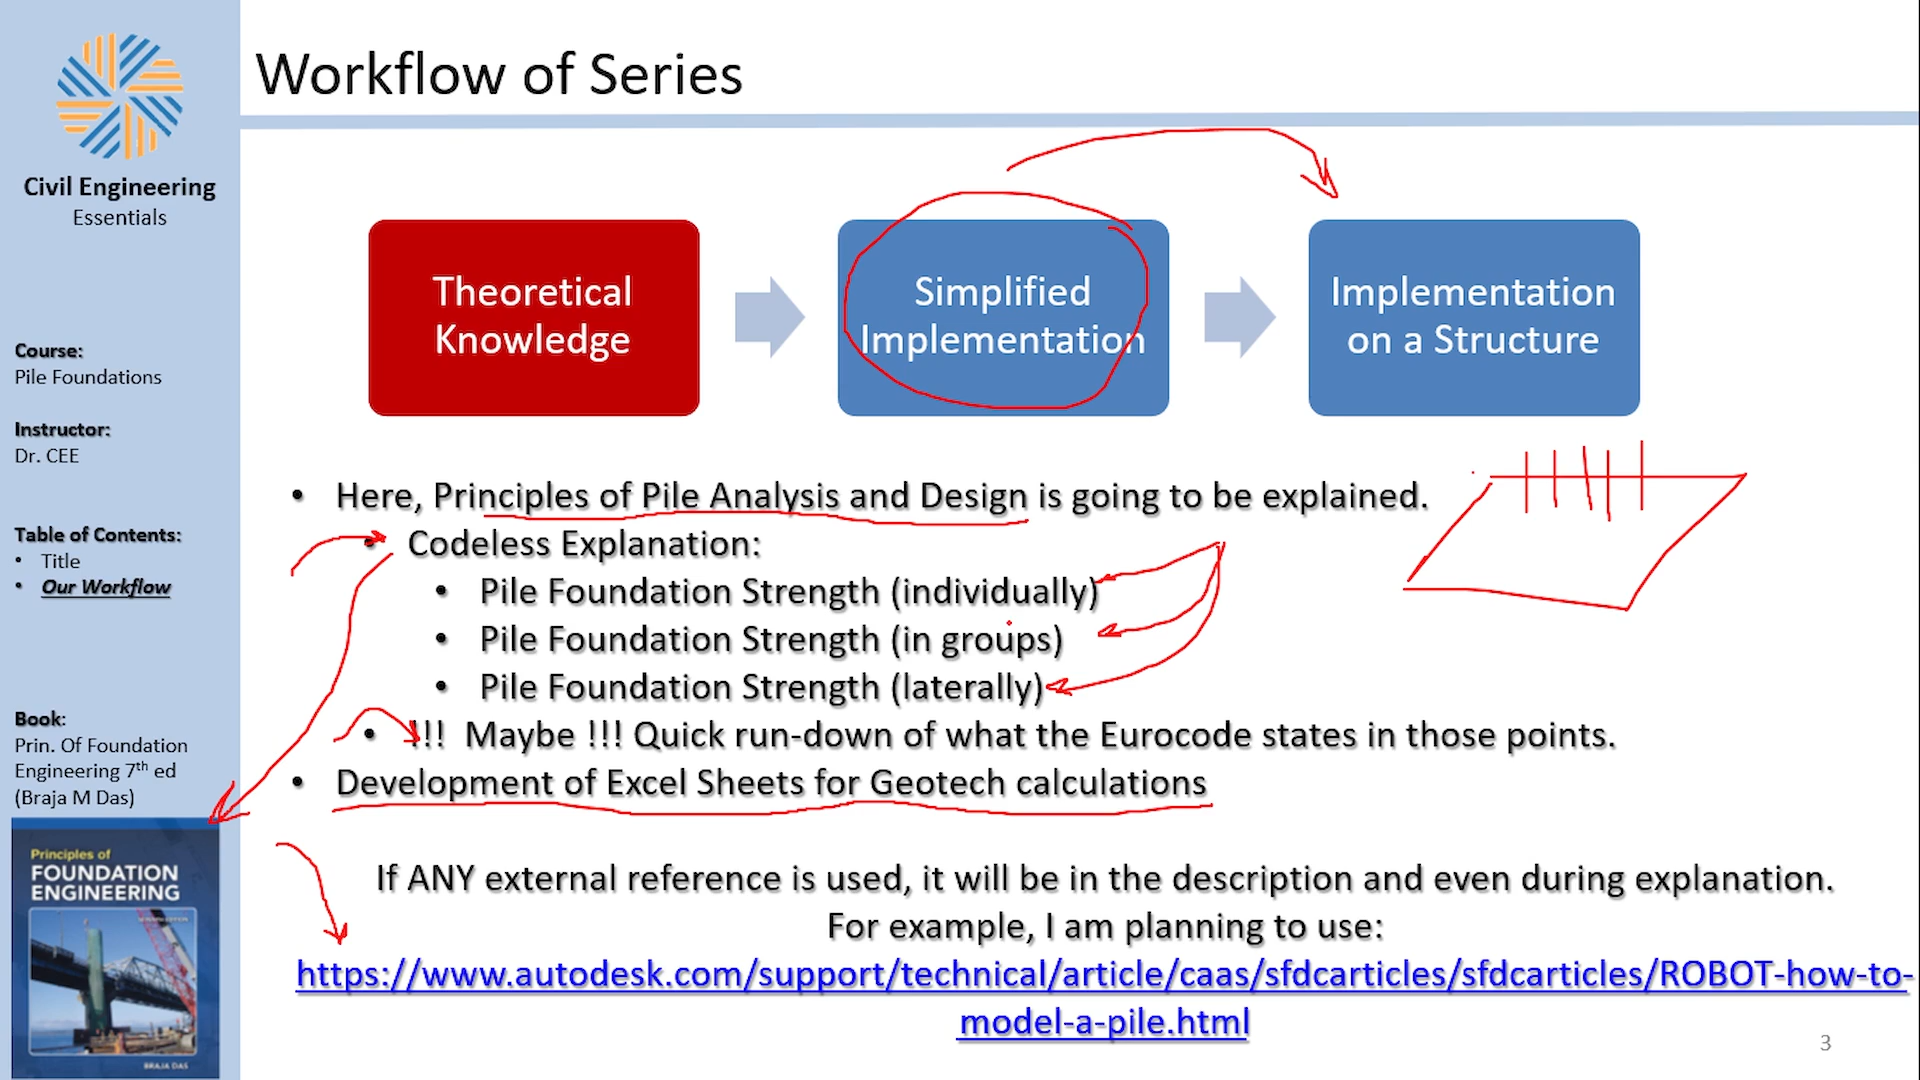 Workflow of Series
Civil Engineering
Essentials
Course:
Pile Foundations
Instructor:
Dr. CEE
Table of Contents:
• Title
• Our Workflow
Book:
Prin. Of Foundation
Engineering 7th ed
(Braja M Das)
Principles of
FOUNDATION
ENGINEERING
BRAJA DAS
Theoretical
Knowledge
Simplified
Implementation
Implementation
on a Structure
• Here, Principles of Pile Analysis and Design is going to be explained.
• Codeless Explanation:
• Pile Foundation Strength (individually)
• Pile Foundation Strength (in groups)
• Pile Foundation Strength (laterally)
• !!! Maybe !!! Quick run-down of what the Eurocode states in those points.
• Development of Excel Sheets for Geotech calculations
If ANY external reference is used, it will be in the description and even during explanation.
For example, I am planning to use:
https://www.autodesk.com/support/technical/article/caas/sfdcarticles/sfdcarticles/ROBOT-how-to-
model-a-pile.html
3